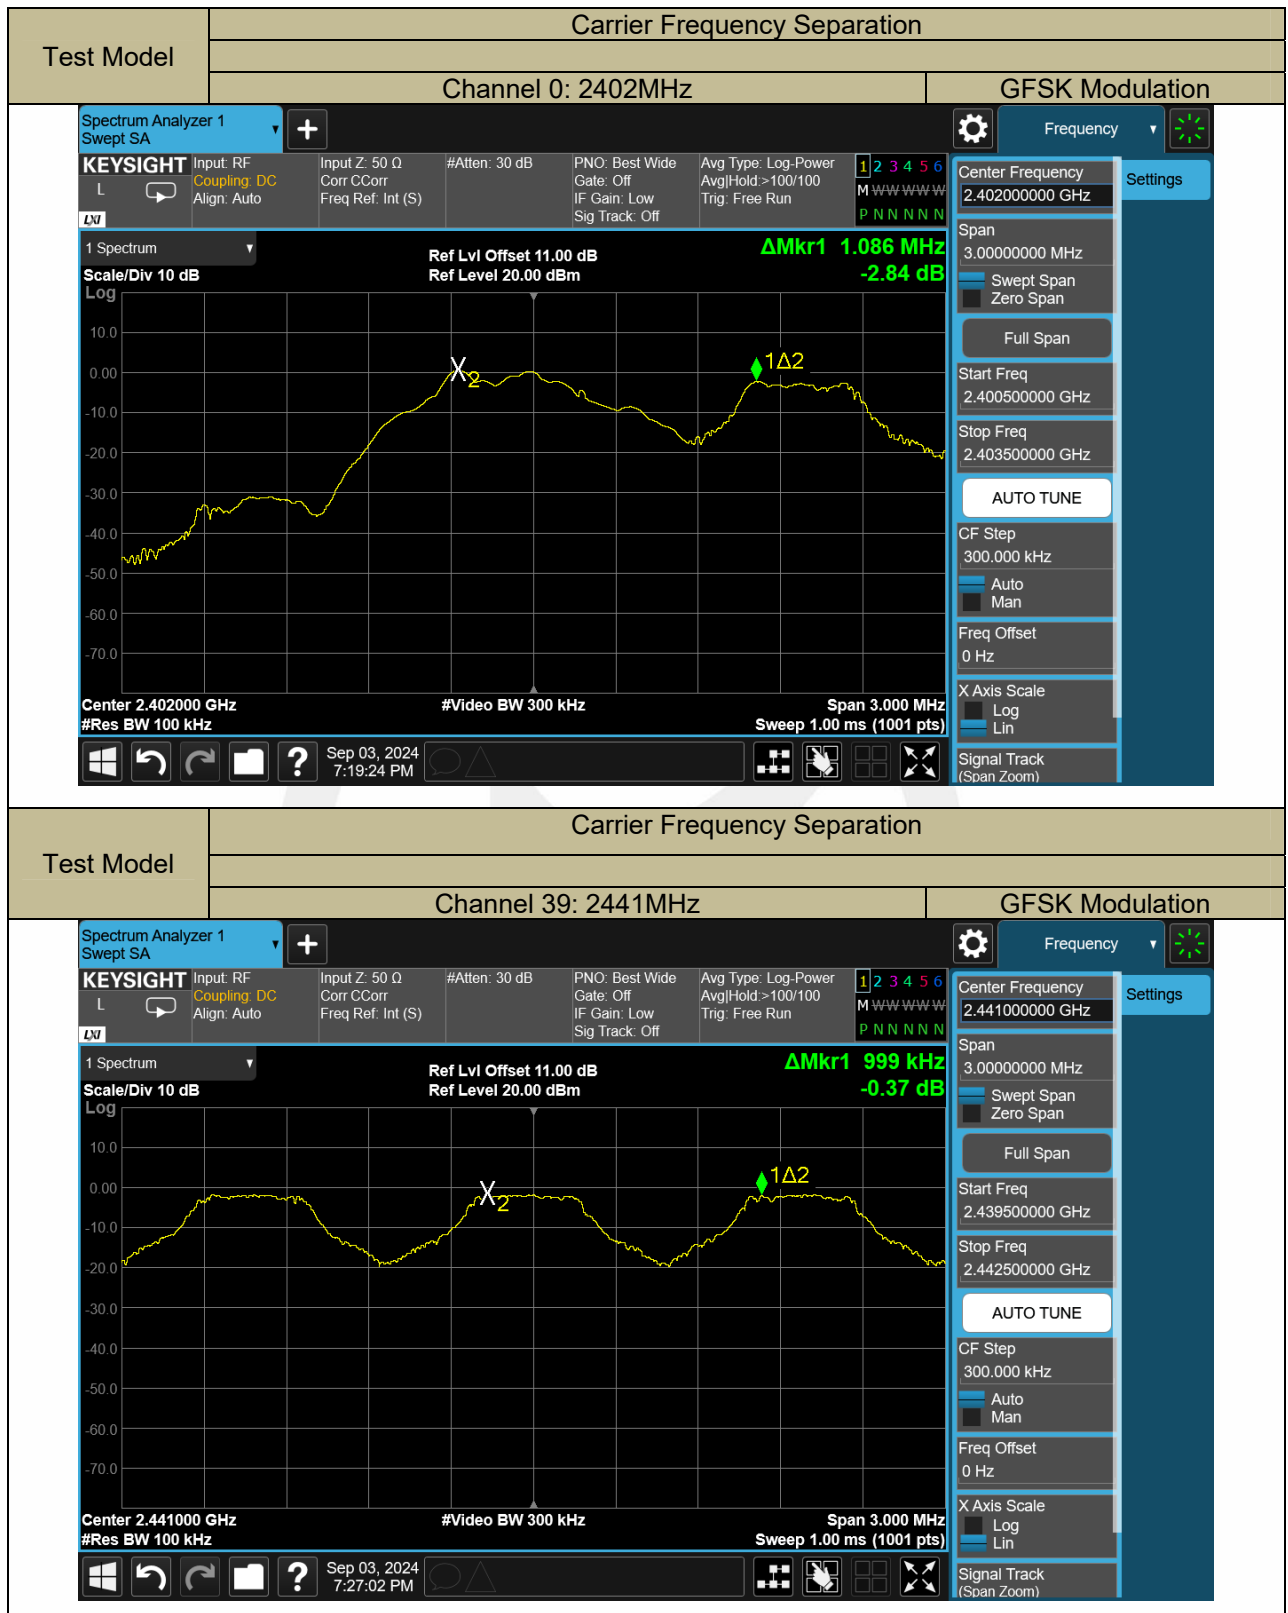 Test Model
Carrier Frequency Separation
Channel 0: 2402MHz
GFSK Modulation
Spectrum Analyzer 1
Swept SA
Frequency
KEYSIGHT
L
LXI
Input: RF
Coupling: DC
Align: Auto
Input Z: 50 Ω
Corr CCorr
Freq Ref: Int (S)
#Atten: 30 dB
PNO: Best Wide
Gate: Off
IF Gain: Low
Sig Track: Off
Avg Type: Log-Power
Avg|Hold:>100/100
Trig: Free Run
1 2 3 4 5 6
M W W W W W
P N N N N N
Center Frequency
2.402000000 GHz
Settings
1 Spectrum
Scale/Div 10 dB
Log
Ref Lvl Offset 11.00 dB
Ref Level 20.00 dBm
ΔMkr1 1.086 MHz
-2.84 dB
10.0
0.00
-10.0
-20.0
-30.0
-40.0
-50.0
-60.0
-70.0
X2
1Δ2
Center 2.402000 GHz
#Res BW 100 kHz
#Video BW 300 kHz
Span 3.000 MHz
Sweep 1.00 ms (1001 pts)
Span
3.00000000 MHz
Swept Span
Zero Span
Full Span
Start Freq
2.400500000 GHz
Stop Freq
2.403500000 GHz
AUTO TUNE
CF Step
300.000 kHz
Auto
Man
Freq Offset
0 Hz
X Axis Scale
Log
Lin
Signal Track
(Span Zoom)
?
Sep 03, 2024
7:19:24 PM
Test Model
Carrier Frequency Separation
Channel 39: 2441MHz
GFSK Modulation
Spectrum Analyzer 1
Swept SA
Frequency
KEYSIGHT
L
LXI
Input: RF
Coupling: DC
Align: Auto
Input Z: 50 Ω
Corr CCorr
Freq Ref: Int (S)
#Atten: 30 dB
PNO: Best Wide
Gate: Off
IF Gain: Low
Sig Track: Off
Avg Type: Log-Power
Avg|Hold:>100/100
Trig: Free Run
1 2 3 4 5 6
M W W W W W
P N N N N N
Center Frequency
2.441000000 GHz
Settings
1 Spectrum
Scale/Div 10 dB
Log
Ref Lvl Offset 11.00 dB
Ref Level 20.00 dBm
ΔMkr1 999 kHz
-0.37 dB
10.0
0.00
-10.0
-20.0
-30.0
-40.0
-50.0
-60.0
-70.0
X2
1Δ2
Center 2.441000 GHz
#Res BW 100 kHz
#Video BW 300 kHz
Span 3.000 MHz
Sweep 1.00 ms (1001 pts)
Span
3.00000000 MHz
Swept Span
Zero Span
Full Span
Start Freq
2.439500000 GHz
Stop Freq
2.442500000 GHz
AUTO TUNE
CF Step
300.000 kHz
Auto
Man
Freq Offset
0 Hz
X Axis Scale
Log
Lin
Signal Track
(Span Zoom)
?
Sep 03, 2024
7:27:02 PM